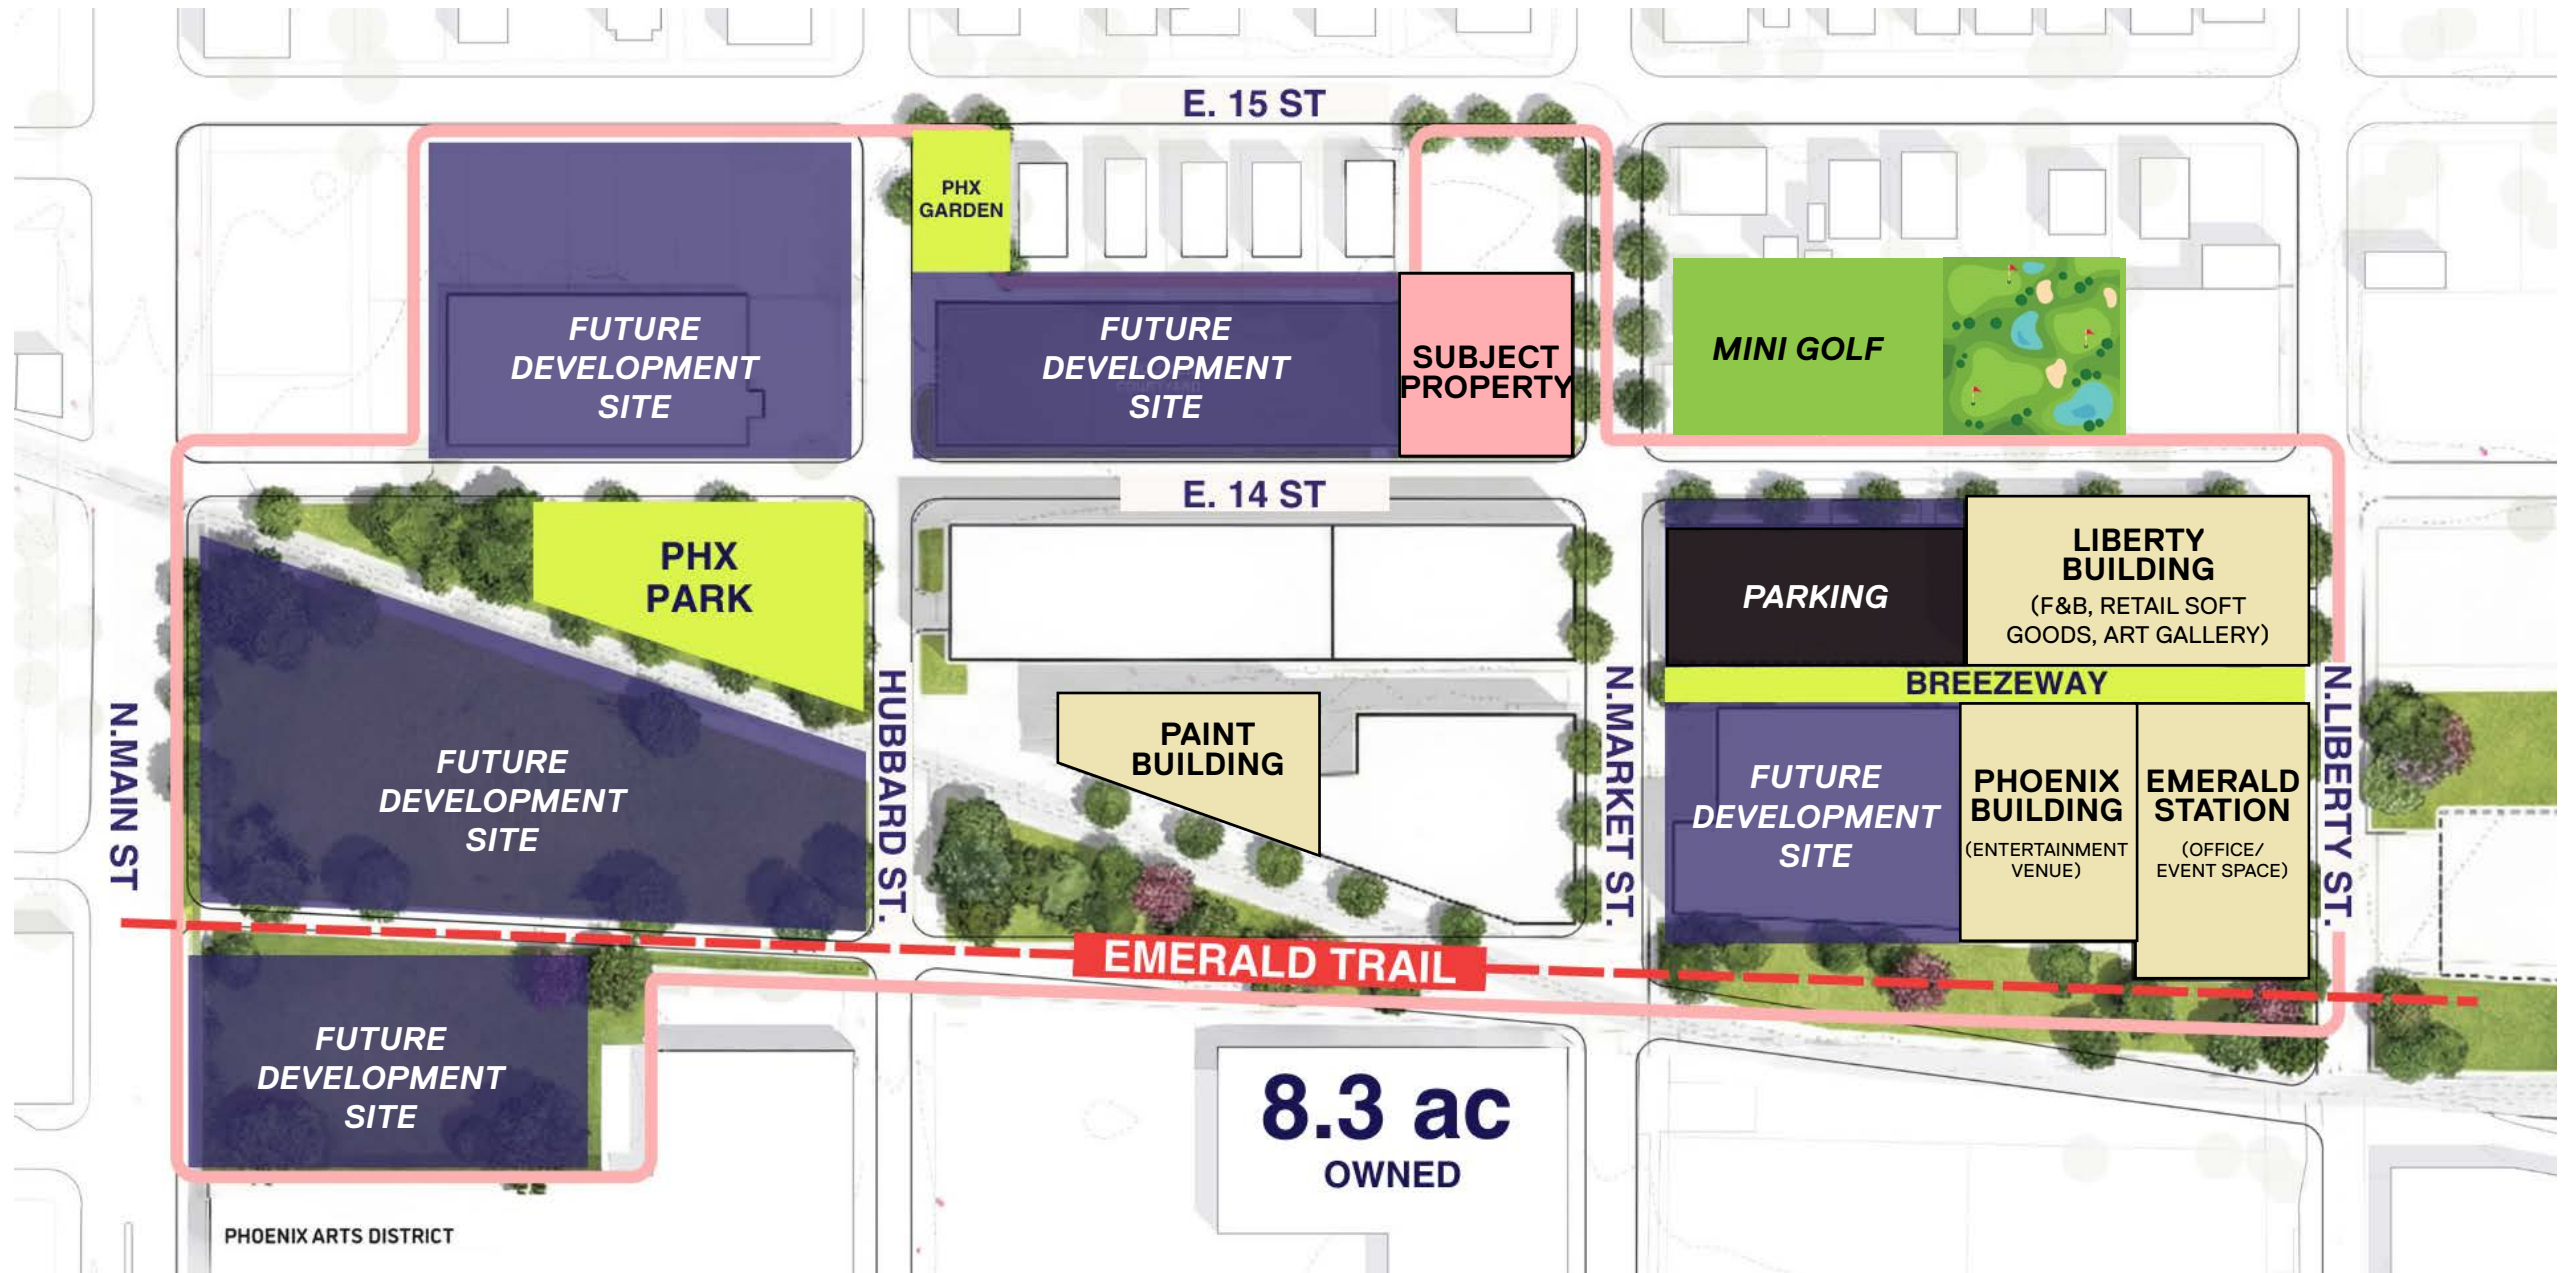 E. 15 ST
PHX
GARDEN
FUTURE
DEVELOPMENT
SITE
FUTURE
DEVELOPMENT
SITE
SUBJECT
PROPERTY
MINI GOLF
E. 14 ST
PHX
PARK
PARKING
LIBERTY
BUILDING
(F&B, RETAIL SOFT
GOODS, ART GALLERY)
BREEZEWAY
N.MAIN ST
FUTURE
DEVELOPMENT
SITE
HUBBARD ST.
PAINT
BUILDING
N.MARKET ST.
FUTURE
DEVELOPMENT
SITE
PHOENIX
BUILDING
(ENTERTAINMENT
VENUE)
EMERALD
STATION
(OFFICE/
EVENT SPACE)
N.LIBERTY ST.
EMERALD TRAIL
FUTURE
DEVELOPMENT
SITE
8.3 ac
OWNED
PHOENIX ARTS DISTRICT